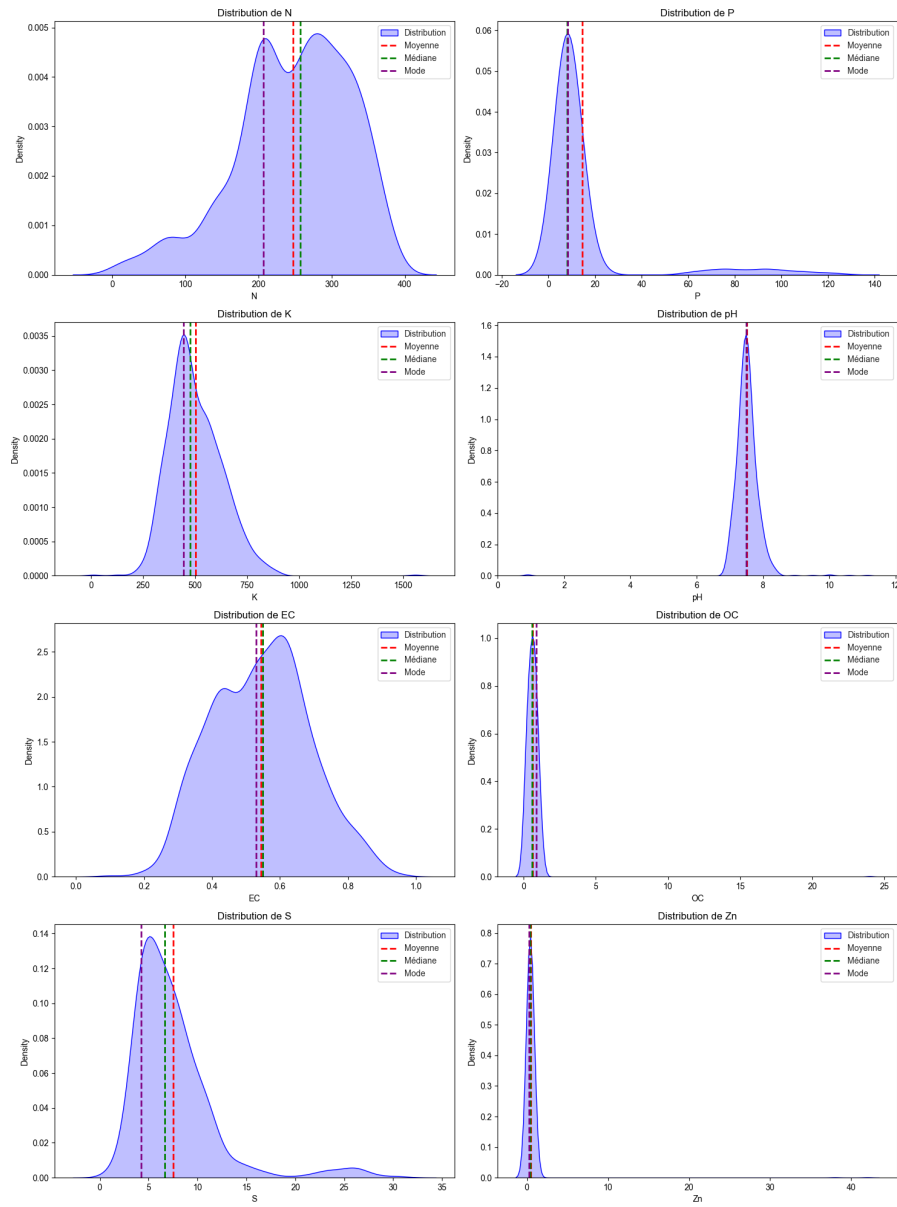 Distribution de N
Density
0.005
0.004
0.003
0.002
0.001
0.000
0
100
200
300
400
N
Distribution
Moyenne
Médiane
Mode
Distribution de P
Density
0.06
0.05
0.04
0.03
0.02
0.01
0.00
−20
0
20
40
60
80
100
120
140
P
Distribution
Moyenne
Médiane
Mode
Distribution de K
Density
0.0035
0.0030
0.0025
0.0020
0.0015
0.0010
0.0005
0.0000
0
250
500
750
1000
1250
1500
K
Distribution
Moyenne
Médiane
Mode
Distribution de pH
Density
1.6
1.4
1.2
1.0
0.8
0.6
0.4
0.2
0.0
0
2
4
6
8
10
12
pH
Distribution
Moyenne
Médiane
Mode
Distribution de EC
Density
2.5
2.0
1.5
1.0
0.5
0.0
0.0
0.2
0.4
0.6
0.8
1.0
EC
Distribution
Moyenne
Médiane
Mode
Distribution de OC
Density
1.0
0.8
0.6
0.4
0.2
0.0
0
5
10
15
20
25
OC
Distribution
Moyenne
Médiane
Mode
Distribution de S
Density
0.14
0.12
0.10
0.08
0.06
0.04
0.02
0.00
0
5
10
15
20
25
30
35
S
Distribution
Moyenne
Médiane
Mode
Distribution de Zn
Density
0.8
0.7
0.6
0.5
0.4
0.3
0.2
0.1
0.0
0
10
20
30
40
Zn
Distribution
Moyenne
Médiane
Mode